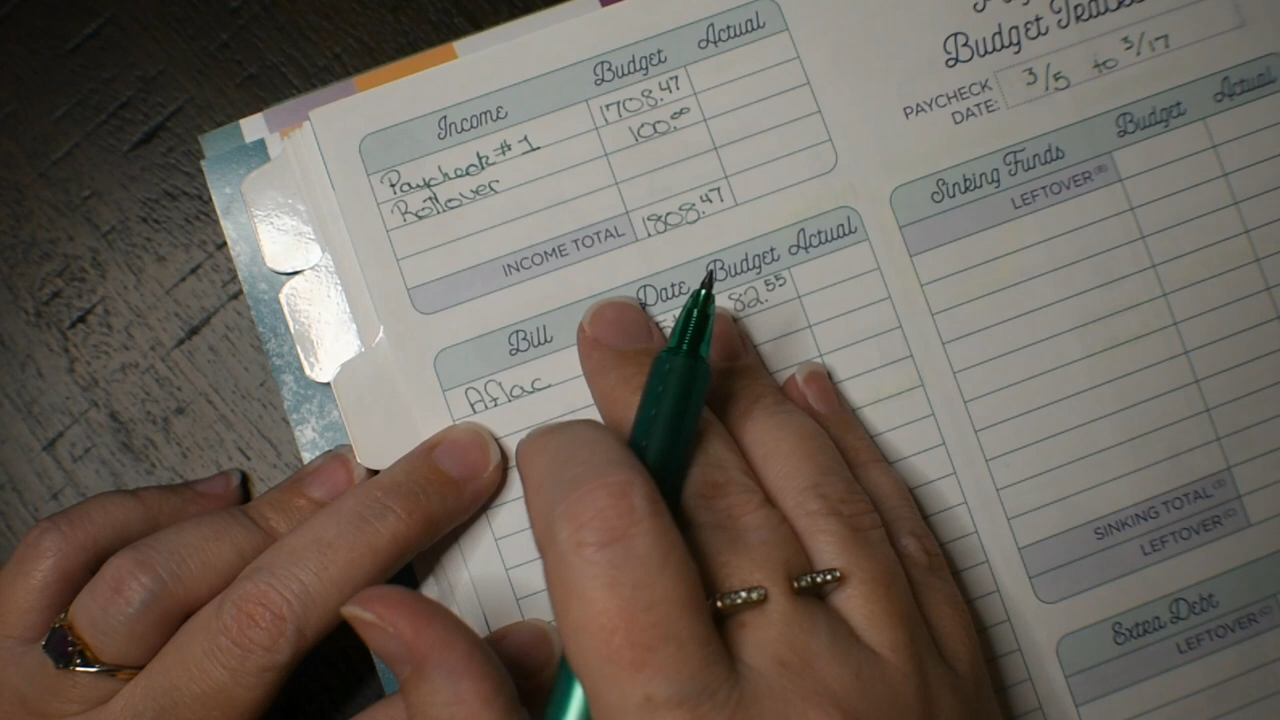 Income Budget Actual
Paycheck #1 1708.47
Rollover 100.00
INCOME TOTAL 1808.47
Bill Date Budget Actual
Aflac 82.55
Budget Tracker
PAYCHECK DATE: 3/5 to 3/17
Sinking Funds Budget Actual
LEFTOVER
SINKING TOTAL
LEFTOVER
Extra Debt
LEFTOVER